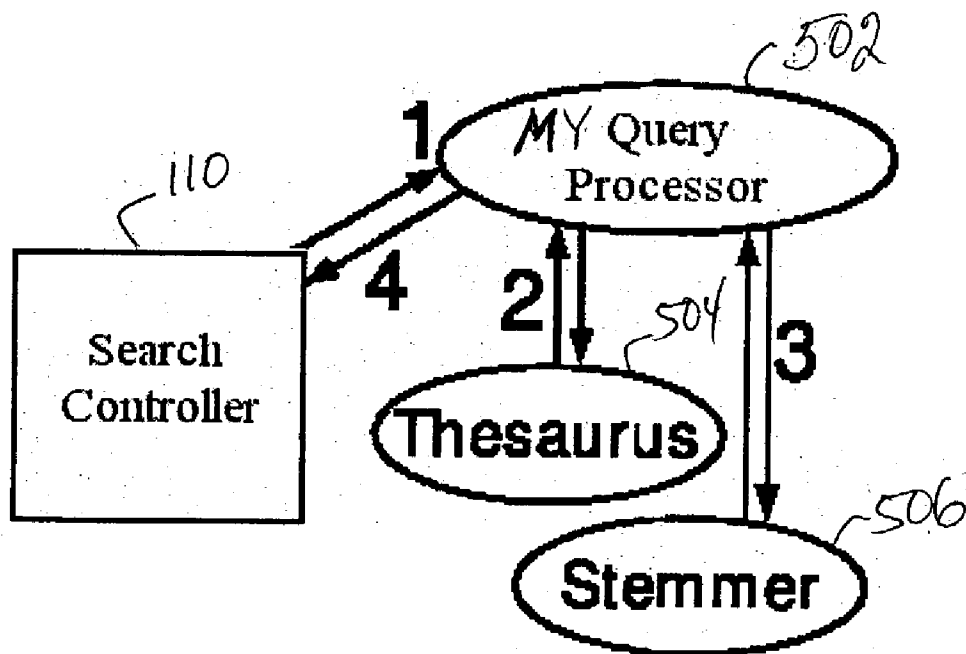 502
MY Query
Processor
1
110
4
2
504
3
Search
Controller
Thesaurus
506
Stemmer